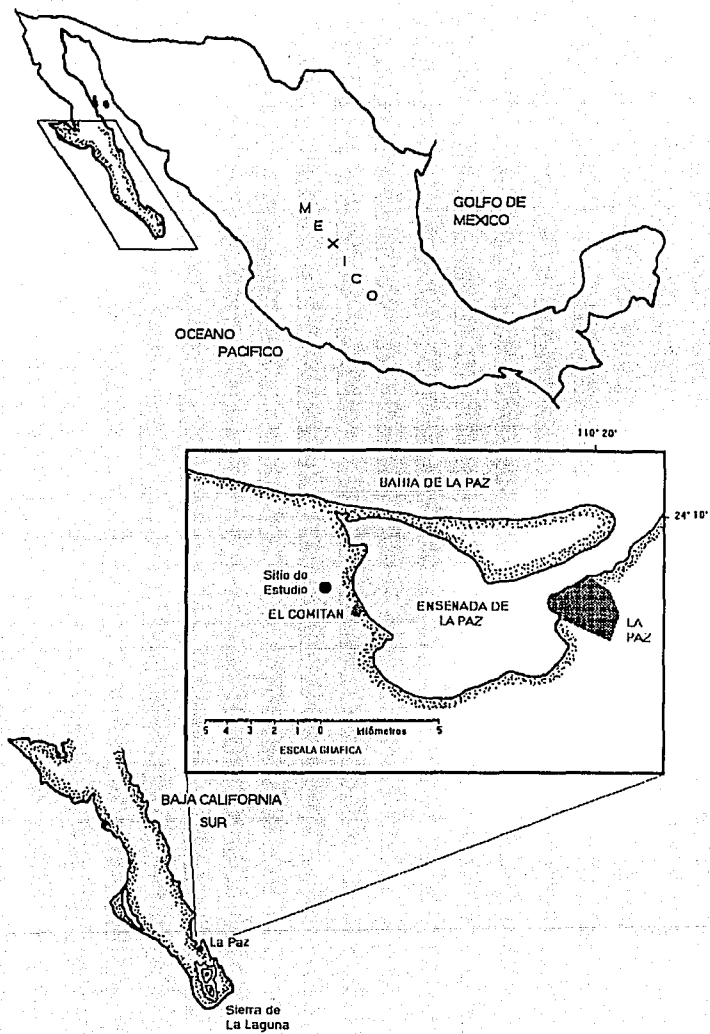 GOLFO DE
MEXICO
M
E
X
I
C
O
OCEANO
PACIFICO
110° 20'
BAHIA DE LA PAZ
24° 10'
Sitio de
Estudio
EL COMITAN
ENSENADA DE
LA PAZ
LA
PAZ
5 4 3 2 1 0 kilómetros 5
ESCALA GRAFICA
BAJA CALIFORNIA
SUR
La Paz
Sierra de
La Laguna